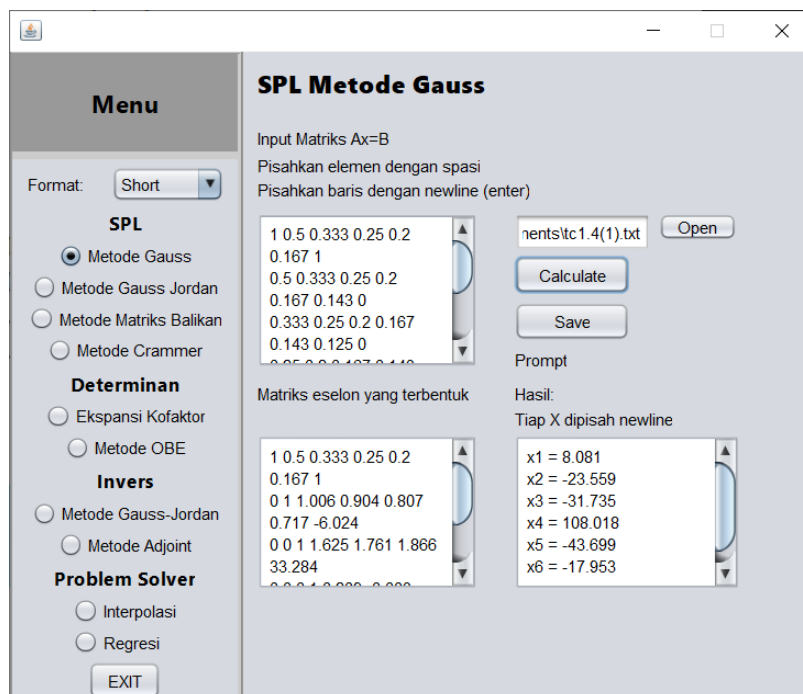 Menu
Format: Short
SPL
Metode Gauss
Metode Gauss Jordan
Metode Matriks Balikan
Metode Crammer
Determinan
Ekspansi Kofaktor
Metode OBE
Invers
Metode Gauss-Jordan
Metode Adjoint
Problem Solver
Interpolasi
Regresi
EXIT
SPL Metode Gauss
Input Matriks Ax=B
Pisahkan elemen dengan spasi
Pisahkan baris dengan newline (enter)
1 0.5 0.333 0.25 0.2
0.167 1
0.5 0.333 0.25 0.2
0.167 0.143 0
0.333 0.25 0.2 0.167
0.143 0.125 0
nents\tc1.4(1).txt
Open
Calculate
Save
Prompt
Matriks eselon yang terbentuk
1 0.5 0.333 0.25 0.2
0.167 1
0 1 1.006 0.904 0.807
0.717 -6.024
0 0 1 1.625 1.761 1.866
33.284
Hasil:
Tiap X dipisah newline
x1 = 8.081
x2 = -23.559
x3 = -31.735
x4 = 108.018
x5 = -43.699
x6 = -17.953